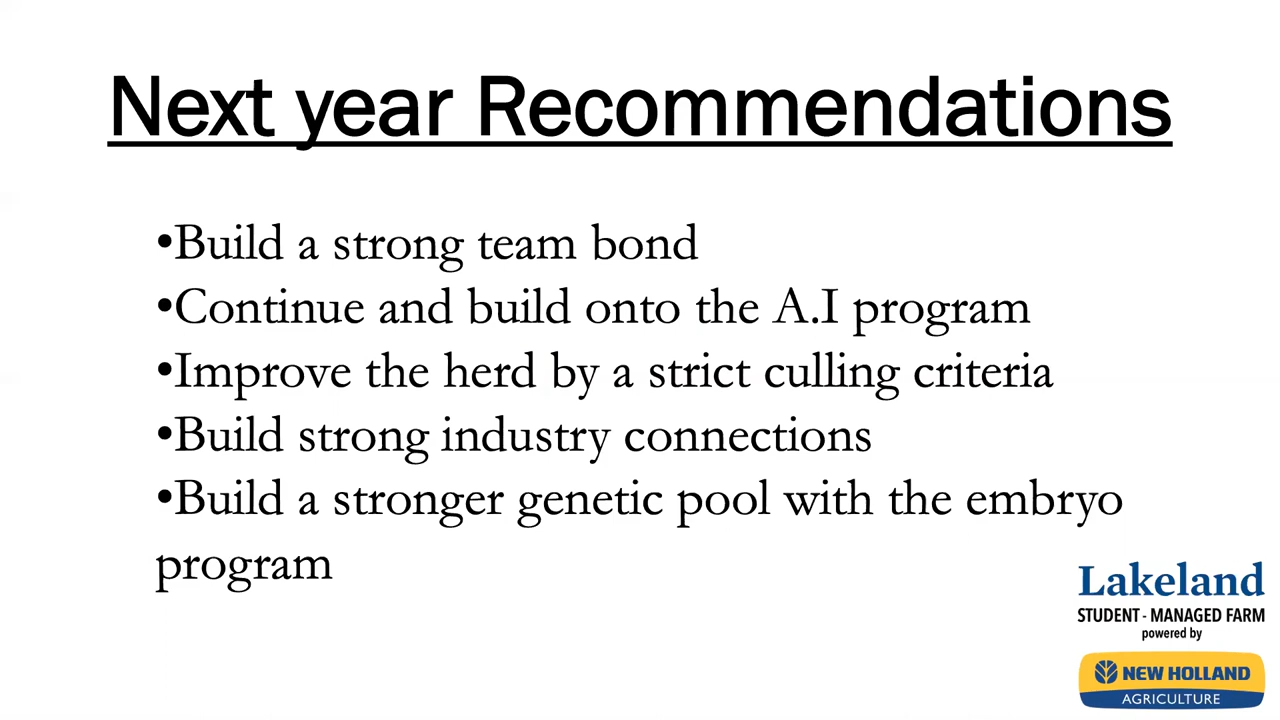 Next year Recommendations
•Build a strong team bond
•Continue and build onto the A.I program
•Improve the herd by a strict culling criteria
•Build strong industry connections
•Build a stronger genetic pool with the embryo
program
Lakeland
STUDENT - MANAGED FARM
powered by
NEW HOLLAND
AGRICULTURE